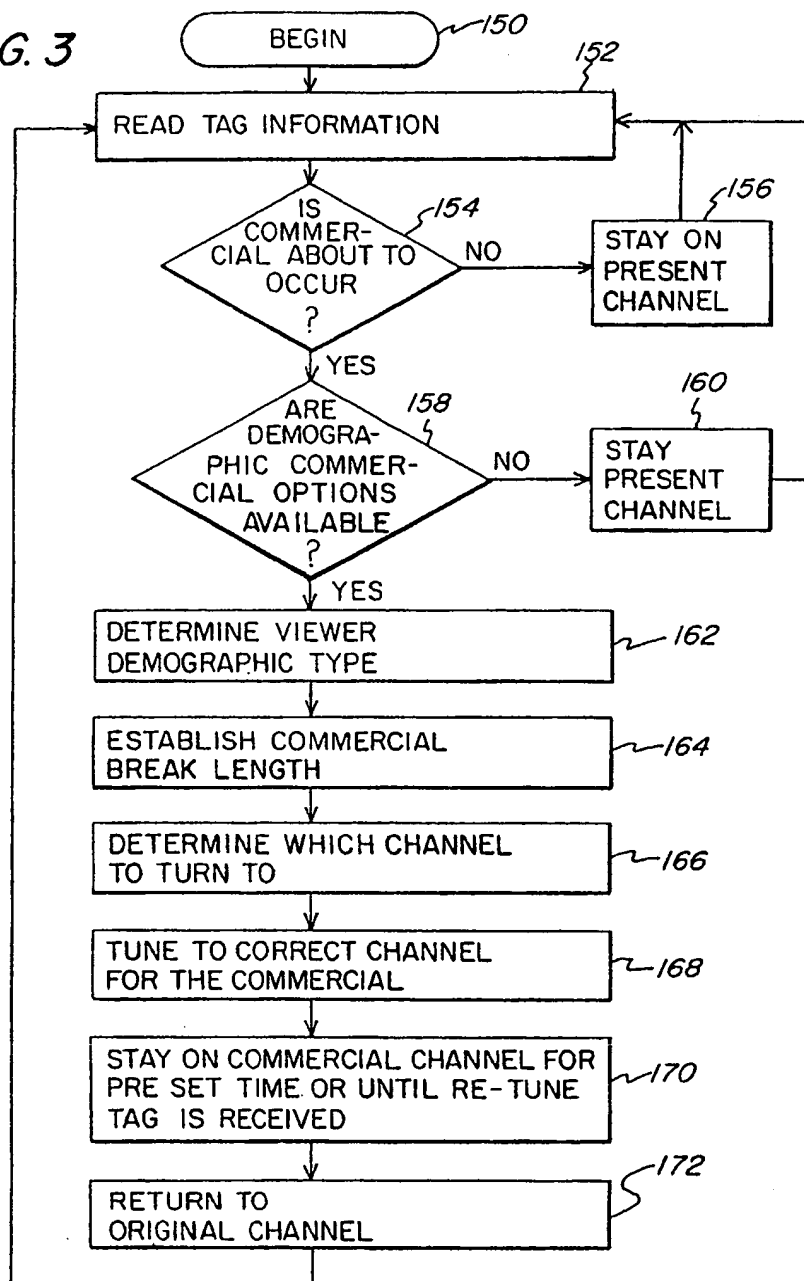 G. 3
BEGIN
150
152
READ TAG INFORMATION
IS
COMMER-
CIAL ABOUT TO
OCCUR
?
154
NO
156
STAY ON
PRESENT
CHANNEL
YES
ARE
DEMOGRA-
PHIC COMMER-
CIAL OPTIONS
AVAILABLE
?
158
NO
160
STAY
PRESENT
CHANNEL
YES
DETERMINE VIEWER
DEMOGRAPHIC TYPE
162
ESTABLISH COMMERCIAL
BREAK LENGTH
164
DETERMINE WHICH CHANNEL
TO TURN TO
166
TUNE TO CORRECT CHANNEL
FOR THE COMMERCIAL
168
STAY ON COMMERCIAL CHANNEL FOR
PRE SET TIME OR UNTIL RE-TUNE
TAG IS RECEIVED
170
RETURN TO
ORIGINAL CHANNEL
172